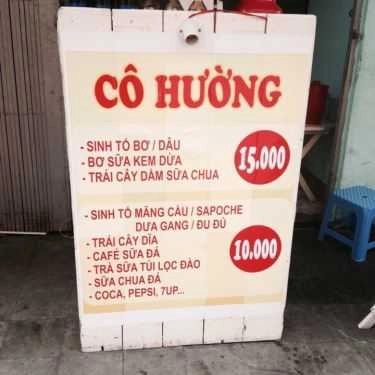 CÔ HƯỜNG
- SINH TỐ BƠ / DÂU
- BƠ SỮA KEM DỪA
- TRÁI CÂY DẦM SỮA CHUA
15.000
- SINH TỐ MÃNG CẦU / SAPOCHE
DƯA GANG / ĐU ĐỦ
- TRÁI CÂY DĨA
- CAFÉ SỮA ĐÁ
- TRÀ SỮA TÚI LỌC ĐÀO
- SỮA CHUA ĐÁ
- COCA, PEPSI, 7UP...
10.000